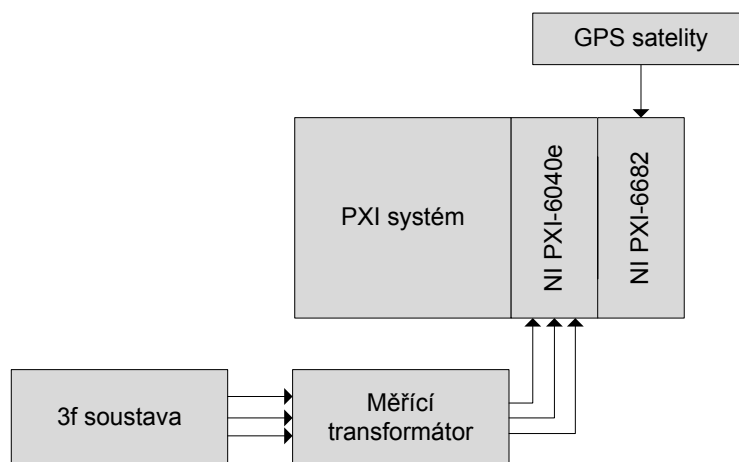 GPS satelity
PXI systém
NI PXI-6040e
NI PXI-6682
3f soustava
Měřící
transformátor